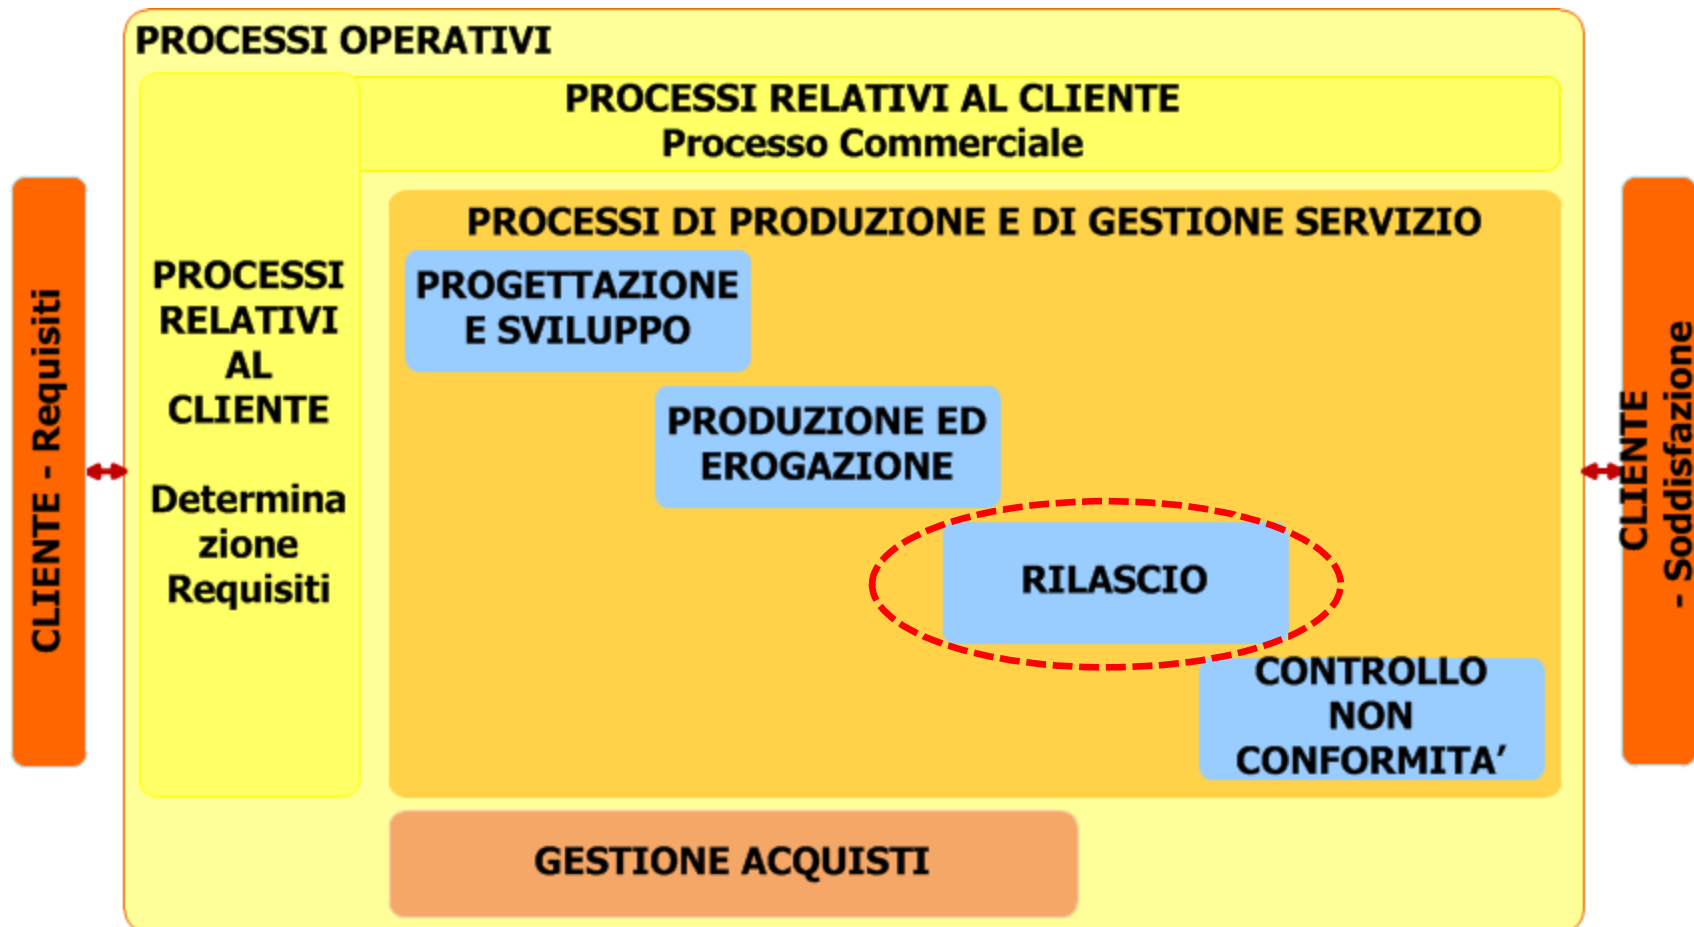 PROCESSI OPERATIVI
PROCESSI RELATIVI AL CLIENTE
Processo Commerciale
CLIENTE - Requisiti
PROCESSI
RELATIVI
AL
CLIENTE
Determina
zione
Requisiti
PROCESSI DI PRODUZIONE E DI GESTIONE SERVIZIO
PROGETTAZIONE
E SVILUPPO
PRODUZIONE ED
EROGAZIONE
RILASCIO
CONTROLLO
NON
CONFORMITA’
GESTIONE ACQUISTI
CLIENTE
- Soddisfazione